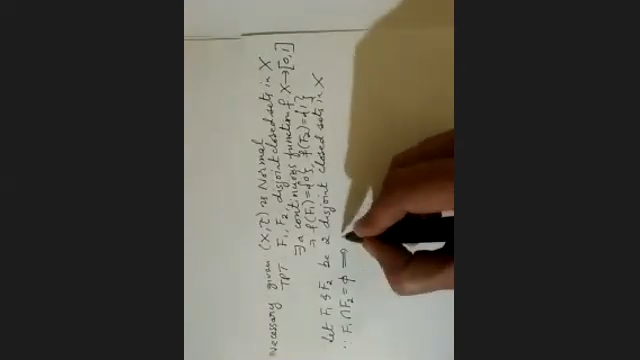 Necessary given (X,τ) is Normal
TPT F₁, F₂, disjoint closed sets in X
∃ a continuous function f X→[0,1]
∋ f(F₁)={0}, f(F₂)={1}
Let F₁ & F₂ be 2 disjoint closed sets in X
∵ F₁∩F₂=ϕ ⟹